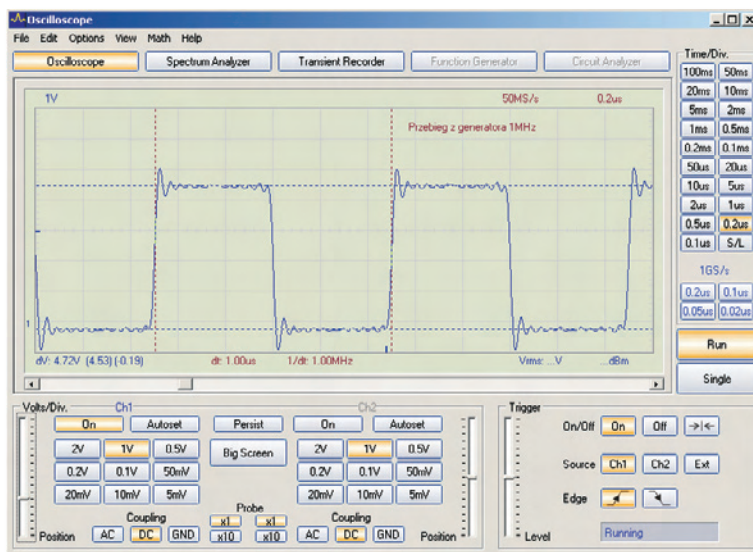 Oscilloscope
File Edit Options View Math Help
Oscilloscope Spectrum Analyzer Transient Recorder Function Generator Circuit Analyzer
1V 50MS/s 0.2us
Przebieg z generatora 1MHz
1
dV: 4.72V (4.53) (-0.19) dt: 1.00us 1/dt: 1.00MHz Vrms: ...V ...dBm
Time/Div.
100ms 50ms
20ms 10ms
5ms 2ms
1ms 0.5ms
0.2ms 0.1ms
50us 20us
10us 5us
2us 1us
0.5us 0.2us
0.1us S/L
1GS/s
0.2us 0.1us
0.05us 0.02us
Run
Single
Volts/Div. Ch1 Ch2
On Autoset Persist On Autoset
2V 1V 0.5V Big Screen 2V 1V 0.5V
0.2V 0.1V 50mV 0.2V 0.1V 50mV
20mV 10mV 5mV 20mV 10mV 5mV
Coupling Probe Coupling
x1 x1
Position AC DC GND x10 x10 AC DC GND Position
Trigger
On/Off On Off
Source Ch1 Ch2 Ext
Edge
Level Running